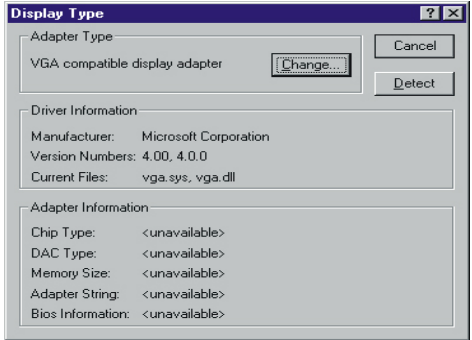 Display Type
Adapter Type
VGA compatible display adapter
Change...
Cancel
Detect
Driver Information
Manufacturer: Microsoft Corporation
Version Numbers: 4.00, 4.0.0
Current Files: vga.sys, vga.dll
Adapter Information
Chip Type: <unavailable>
DAC Type: <unavailable>
Memory Size: <unavailable>
Adapter String: <unavailable>
Bios Information: <unavailable>